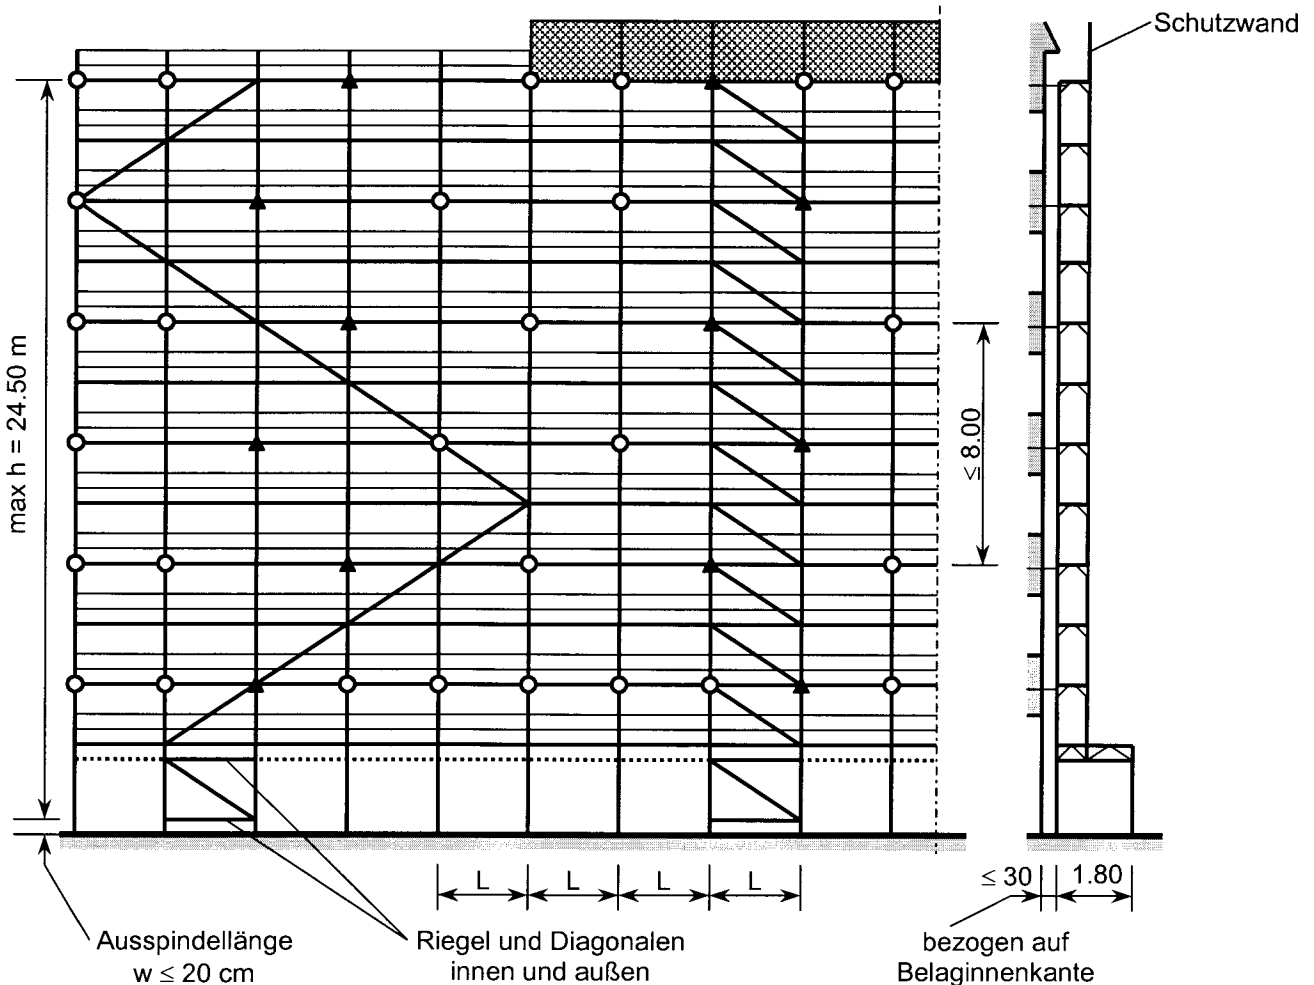 Schutzwand
max h = 24.50 m
≤ 8.00
L
L
L
L
≤ 30
1.80
Ausspindellänge
w ≤ 20 cm
Riegel und Diagonalen
innen und außen
bezogen auf
Belaginnenkante